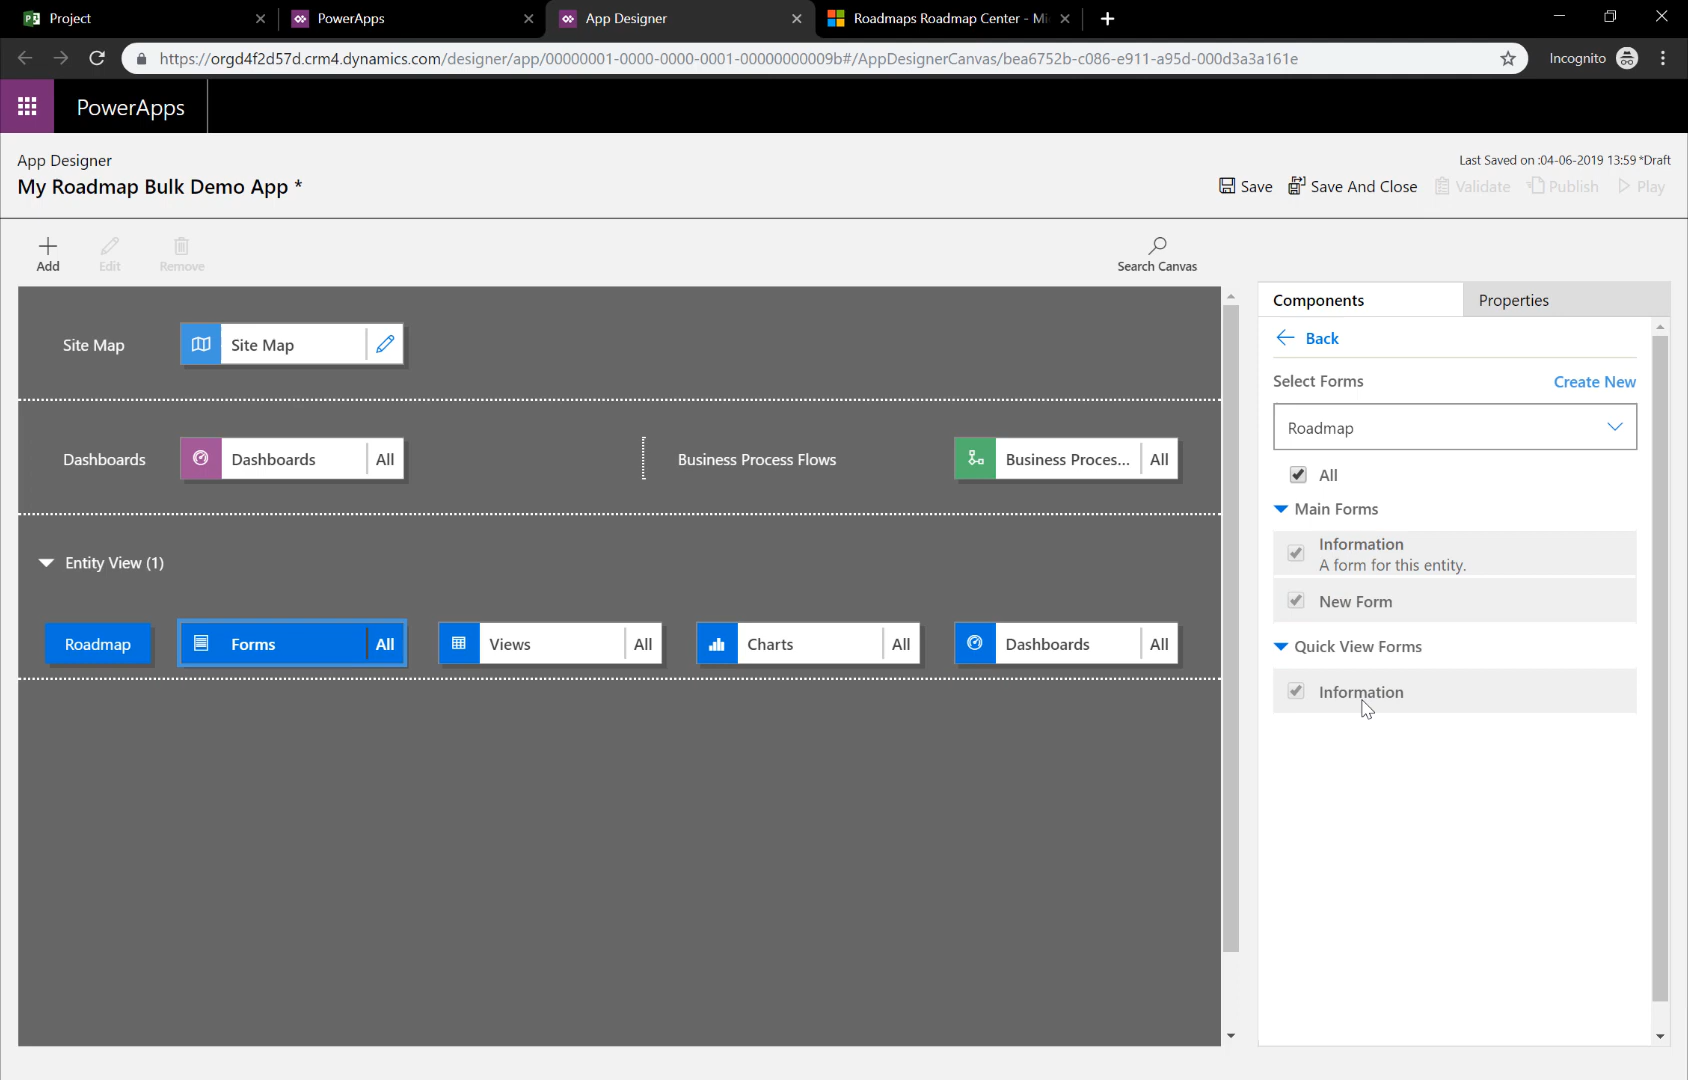 Project
PowerApps
App Designer
Roadmaps Roadmap Center - Mi
https://orgd4f2d57d.crm4.dynamics.com/designer/app/00000001-0000-0000-0001-00000000009b#/AppDesignerCanvas/bea6752b-c086-e911-a95d-000d3a3a161e
Incognito
PowerApps
App Designer
My Roadmap Bulk Demo App *
Last Saved on :04-06-2019 13:59 *Draft
Save
Save And Close
Validate
Publish
Play
Add
Edit
Remove
Search Canvas
Site Map
Site Map
Dashboards
Dashboards
All
Business Process Flows
Business Proces...
All
Entity View (1)
Roadmap
Forms
All
Views
All
Charts
All
Dashboards
All
Components
Properties
Back
Select Forms
Create New
Roadmap
All
Main Forms
Information
A form for this entity.
New Form
Quick View Forms
Information